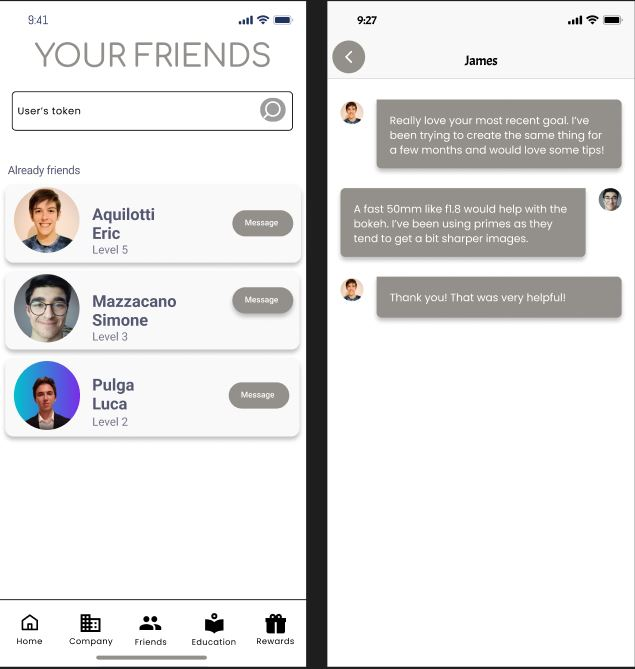 9:41
YOUR FRIENDS
User's token
Already friends
Aquilotti
Eric
Level 5
Message
Mazzacano
Simone
Level 3
Message
Pulga
Luca
Level 2
Message
Home
Company
Friends
Education
Rewards
9:27
James
Really love your most recent goal. I've
been trying to create the same thing for
a few months and would love some tips!
A fast 50mm like f1.8 would help with the
bokeh. I've been using primes as they
tend to get a bit sharper images.
Thank you! That was very helpful!